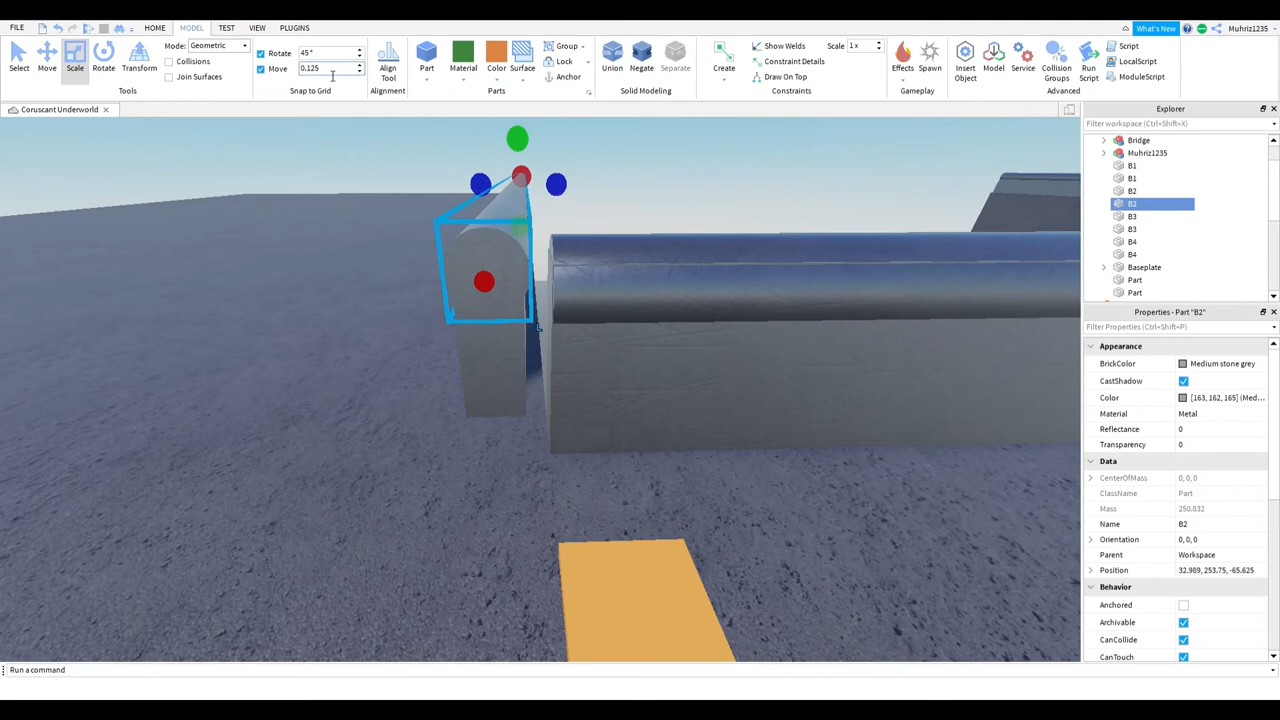 FILE HOME MODEL TEST VIEW PLUGINS What's New Muhriz1235
Select Move Scale Rotate Transform
Mode: Geometric
Collisions
Join Surfaces
Tools
Rotate 45°
Move 0.125
Snap to Grid
Align Tool
Alignment
Part Material Color Surface
Group
Lock
Anchor
Parts
Union Negate Separate
Solid Modeling
Create
Show Welds Scale 1 x
Constraint Details
Draw On Top
Constraints
Effects Spawn
Gameplay
Insert Object Model Service Collision Groups Run Script
Script
LocalScript
ModuleScript
Advanced
Coruscant Underworld
Explorer
Filter workspace (Ctrl+Shift+X)
Bridge
Muhriz1235
B1
B1
B2
B2
B3
B3
B4
B4
Baseplate
Part
Part
Properties - Part "B2"
Filter Properties (Ctrl+Shift+P)
Appearance
BrickColor Medium stone grey
CastShadow
Color [163, 162, 165] (Med...
Material Metal
Reflectance 0
Transparency 0
Data
CenterOfMass 0, 0, 0
ClassName Part
Mass 250.832
Name B2
Orientation 0, 0, 0
Parent Workspace
Position 32.989, 253.75, -65.625
Behavior
Anchored
Archivable
CanCollide
CanTouch
Run a command